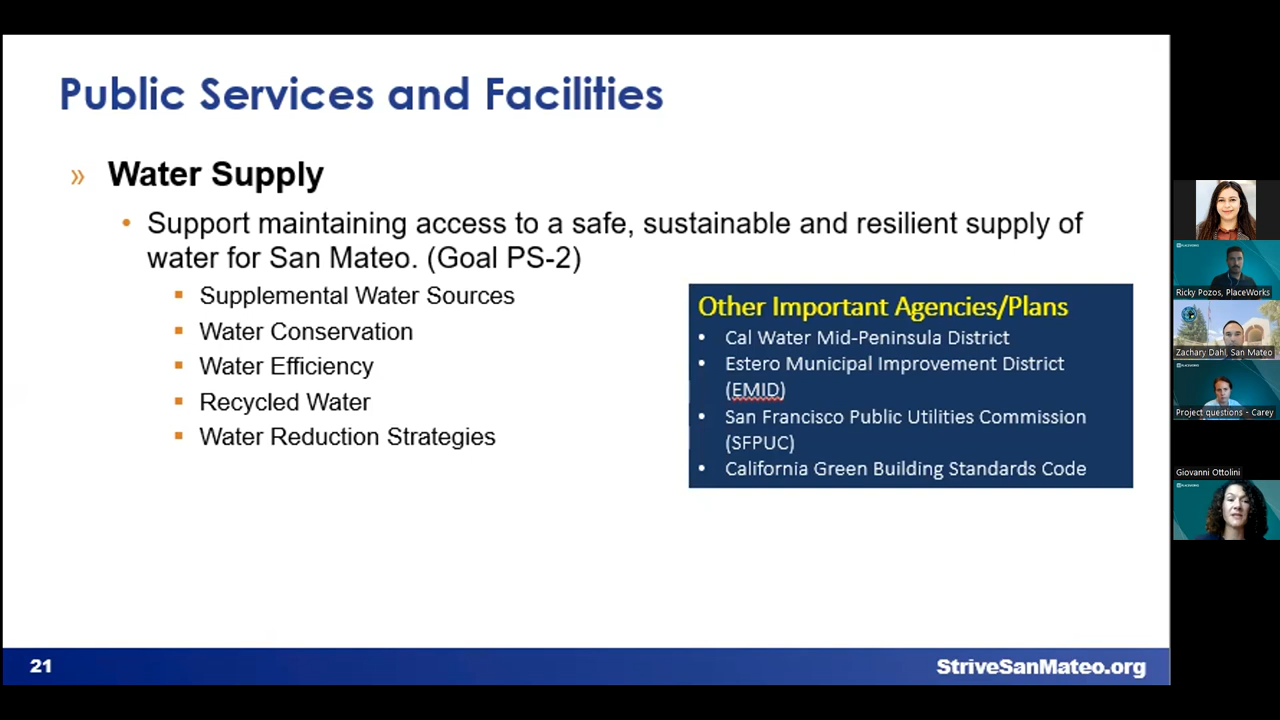 Public Services and Facilities
» Water Supply
• Support maintaining access to a safe, sustainable and resilient supply of
water for San Mateo. (Goal PS-2)
▪ Supplemental Water Sources
▪ Water Conservation
▪ Water Efficiency
▪ Recycled Water
▪ Water Reduction Strategies
Other Important Agencies/Plans
• Cal Water Mid-Peninsula District
• Estero Municipal Improvement District
(EMID)
• San Francisco Public Utilities Commission
(SFPUC)
• California Green Building Standards Code
21
StriveSanMateo.org
PLACEWORKS
Ricky Pozos, PlaceWorks
Zachary Dahl, San Mateo
PLACEWORKS
Project questions - Carey
Giovanni Ottolini
PLACEWORKS